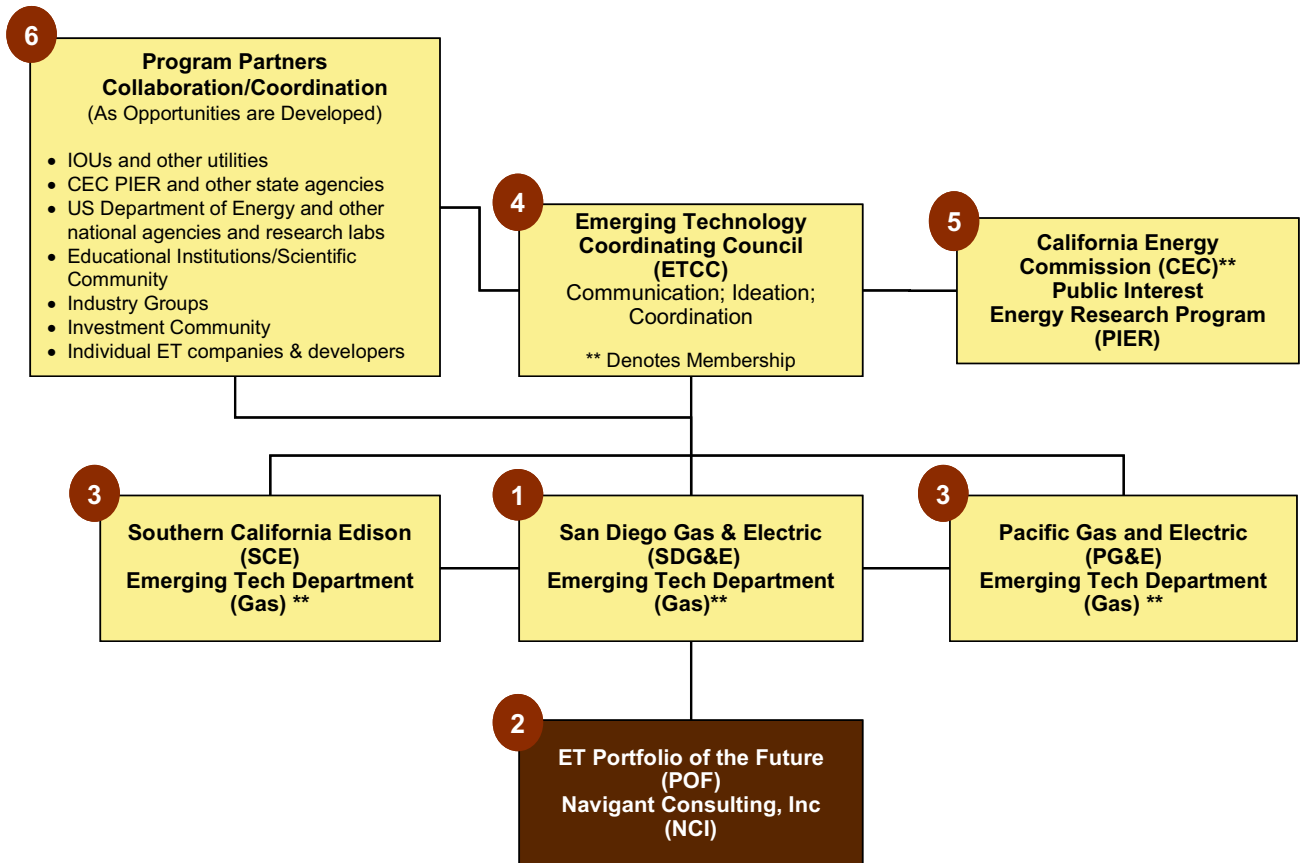 6
Program Partners
Collaboration/Coordination
(As Opportunities are Developed)
• IOUs and other utilities
• CEC PIER and other state agencies
• US Department of Energy and other
national agencies and research labs
• Educational Institutions/Scientific
Community
• Industry Groups
• Investment Community
• Individual ET companies & developers
4
Emerging Technology
Coordinating Council
(ETCC)
Communication; Ideation;
Coordination
** Denotes Membership
5
California Energy
Commission (CEC)**
Public Interest
Energy Research Program
(PIER)
3
Southern California Edison
(SCE)
Emerging Tech Department
(Gas) **
1
San Diego Gas & Electric
(SDG&E)
Emerging Tech Department
(Gas)**
3
Pacific Gas and Electric
(PG&E)
Emerging Tech Department
(Gas) **
2
ET Portfolio of the Future
(POF)
Navigant Consulting, Inc
(NCI)